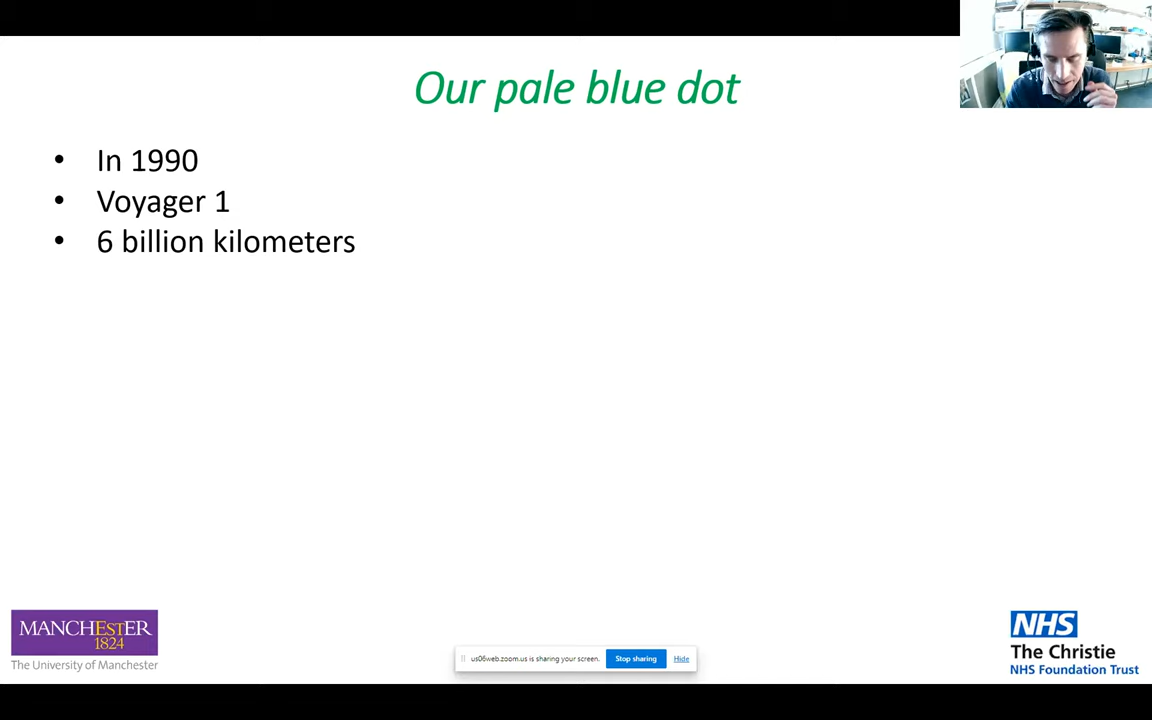 Our pale blue dot
• In 1990
• Voyager 1
• 6 billion kilometers
MANCHESTER
1824
The University of Manchester
us06web.zoom.us is sharing your screen. Stop sharing Hide
NHS
The Christie
NHS Foundation Trust